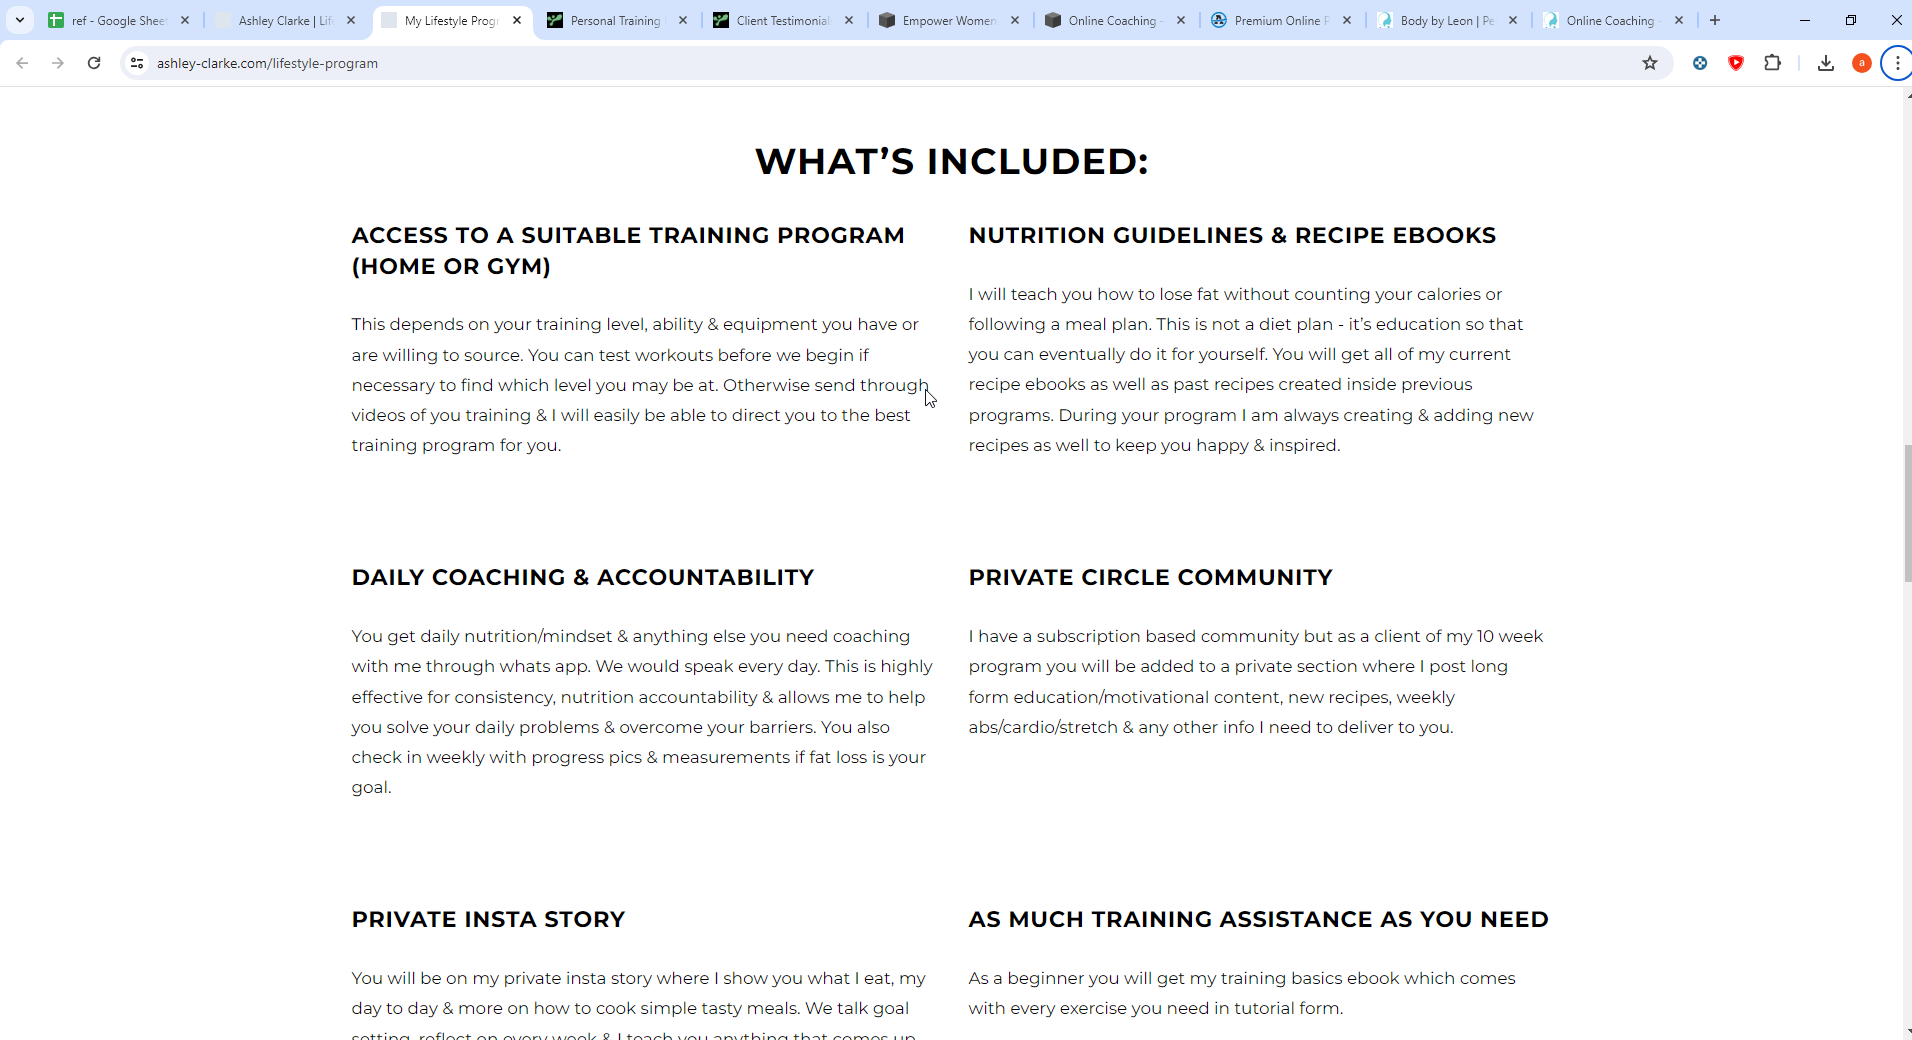 ref - Google Shee
Ashley Clarke | Lif
My Lifestyle Progr
Personal Training
Client Testimonial
Empower Women
Online Coaching -
Premium Online P
Body by Leon | Pe
Online Coaching -
ashley-clarke.com/lifestyle-program
a
WHAT’S INCLUDED:
ACCESS TO A SUITABLE TRAINING PROGRAM
(HOME OR GYM)
This depends on your training level, ability & equipment you have or
are willing to source. You can test workouts before we begin if
necessary to find which level you may be at. Otherwise send through
videos of you training & I will easily be able to direct you to the best
training program for you.
NUTRITION GUIDELINES & RECIPE EBOOKS
I will teach you how to lose fat without counting your calories or
following a meal plan. This is not a diet plan - it’s education so that
you can eventually do it for yourself. You will get all of my current
recipe ebooks as well as past recipes created inside previous
programs. During your program I am always creating & adding new
recipes as well to keep you happy & inspired.
DAILY COACHING & ACCOUNTABILITY
You get daily nutrition/mindset & anything else you need coaching
with me through whats app. We would speak every day. This is highly
effective for consistency, nutrition accountability & allows me to help
you solve your daily problems & overcome your barriers. You also
check in weekly with progress pics & measurements if fat loss is your
goal.
PRIVATE CIRCLE COMMUNITY
I have a subscription based community but as a client of my 10 week
program you will be added to a private section where I post long
form education/motivational content, new recipes, weekly
abs/cardio/stretch & any other info I need to deliver to you.
PRIVATE INSTA STORY
You will be on my private insta story where I show you what I eat, my
day to day & more on how to cook simple tasty meals. We talk goal
setting, reflect on every week & I teach you anything that comes up
AS MUCH TRAINING ASSISTANCE AS YOU NEED
As a beginner you will get my training basics ebook which comes
with every exercise you need in tutorial form.